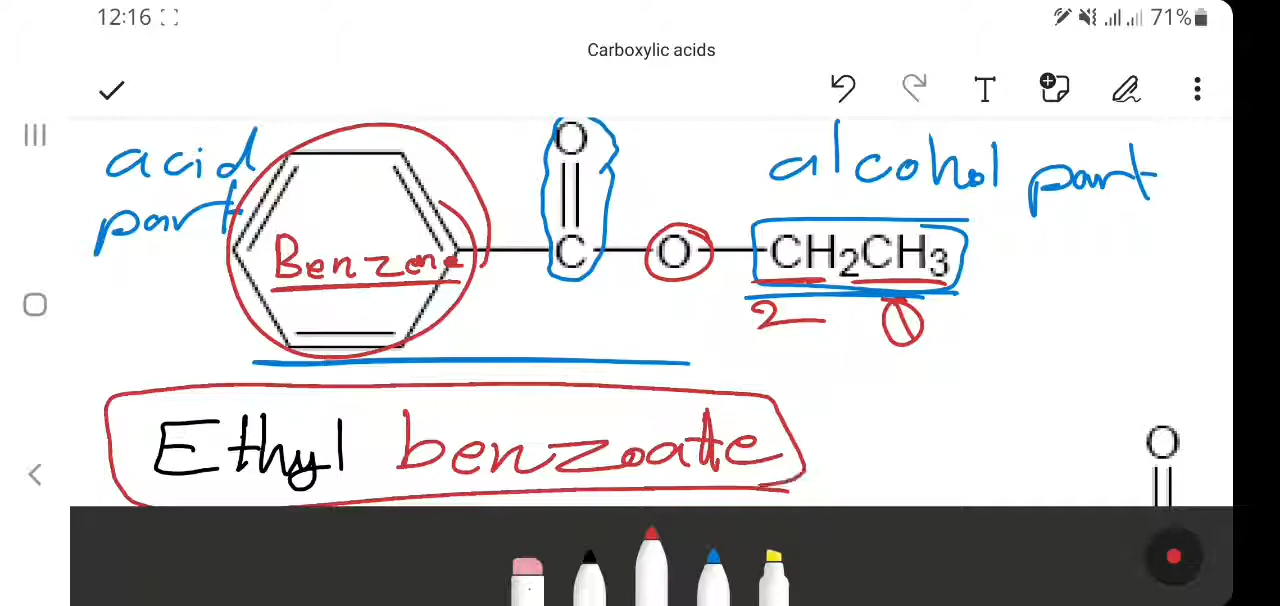 12:16 71%
Carboxylic acids
T
acid part
O
alcohol part
Benzene
C O CH2CH3
2 1
Ethyl benzoate
O